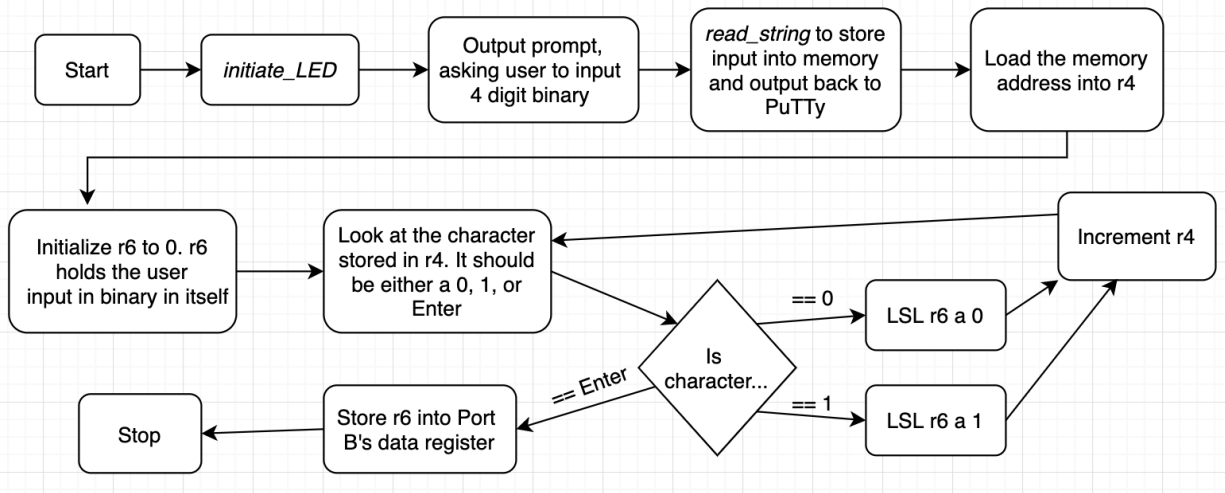 Start
initiate_LED
Output prompt,
asking user to input
4 digit binary
read_string to store
input into memory
and output back to
PuTTy
Load the memory
address into r4
Initialize r6 to 0. r6
holds the user
input in binary in itself
Look at the character
stored in r4. It should
be either a 0, 1, or
Enter
Is
character...
== 0
LSL r6 a 0
== 1
LSL r6 a 1
Increment r4
== Enter
Store r6 into Port
B's data register
Stop